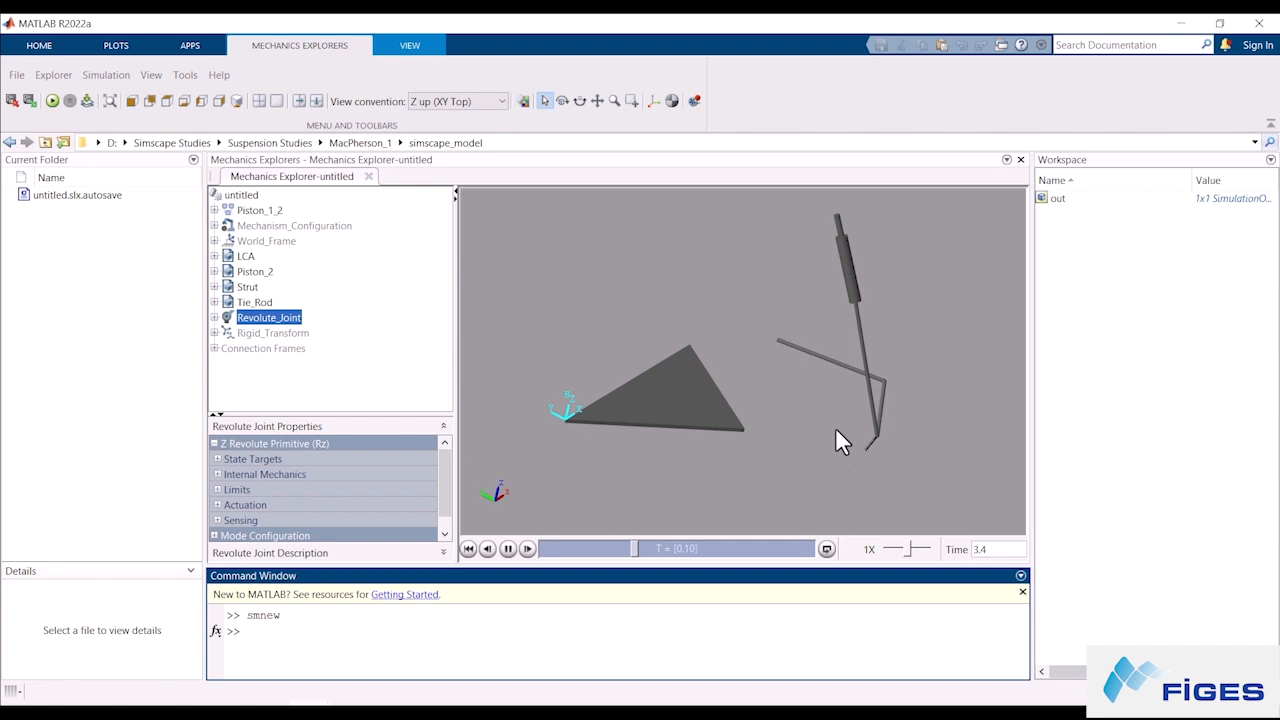 MATLAB R2022a
HOME PLOTS APPS MECHANICS EXPLORERS VIEW Search Documentation Sign In
File Explorer Simulation View Tools Help
View convention: Z up (XY Top)
MENU AND TOOLBARS
D: Simscape Studies Suspension Studies MacPherson_1 simscape_model
Current Folder
Name
untitled.slx.autosave
Details
Select a file to view details
Mechanics Explorers - Mechanics Explorer-untitled
Mechanics Explorer-untitled
untitled
Piston_1_2
Mechanism_Configuration
World_Frame
LCA
Piston_2
Strut
Tie_Rod
Revolute_Joint
Rigid_Transform
Connection Frames
Revolute Joint Properties
Z Revolute Primitive (Rz)
State Targets
Internal Mechanics
Limits
Actuation
Sensing
Mode Configuration
Revolute Joint Description
B
Z
Y X
Z
X
T = [0,10] 1X Time 3.4
Command Window
New to MATLAB? See resources for Getting Started.
>> smnew
fx >>
Workspace
Name Value
out 1x1 SimulationO...
FiGES